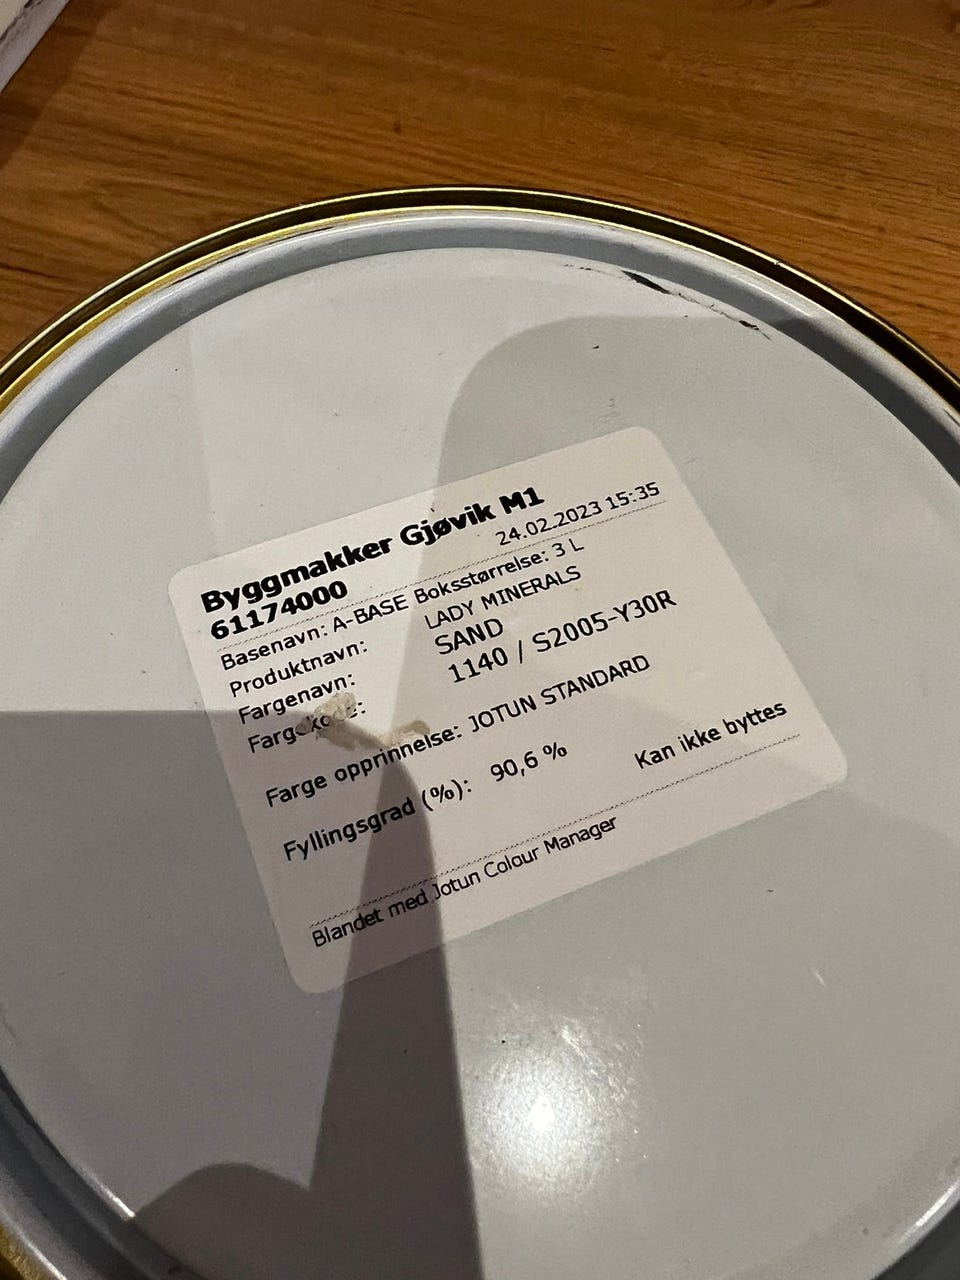 Byggmakker Gjøvik M1
61174000 24.02.2023 15:35
Basenavn: A-BASE Boksstørrelse: 3 L
Produktnavn: LADY MINERALS
Fargenavn: SAND
Fargekode: 1140 / S2005-Y30R
Farge opprinnelse: JOTUN STANDARD
Fyllingsgrad (%): 90,6 %
Kan ikke byttes
Blandet med Jotun Colour Manager